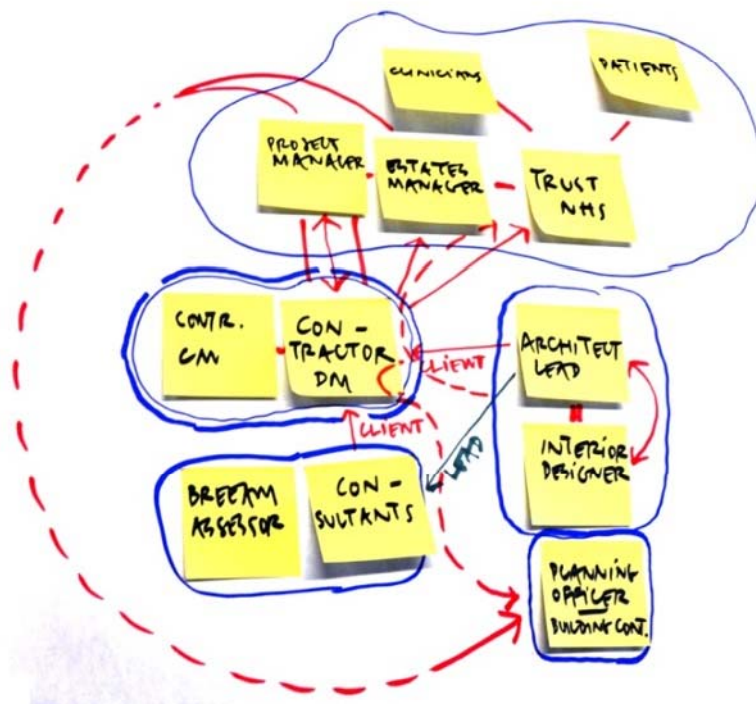 CLINICIANS
PATIENTS
PROJECT
MANAGER
ESTATES
MANAGER
TRUST
NHS
CONTR.
CM
CON -
TRACTOR
DM
ARCHITECT
LEAD
CLIENT
CLIENT
LEAD
INTERIOR
DESIGNER
BREEAM
ASSESSOR
CON -
SULTANTS
PLANNING
OFFICER
BUILDING CONT.